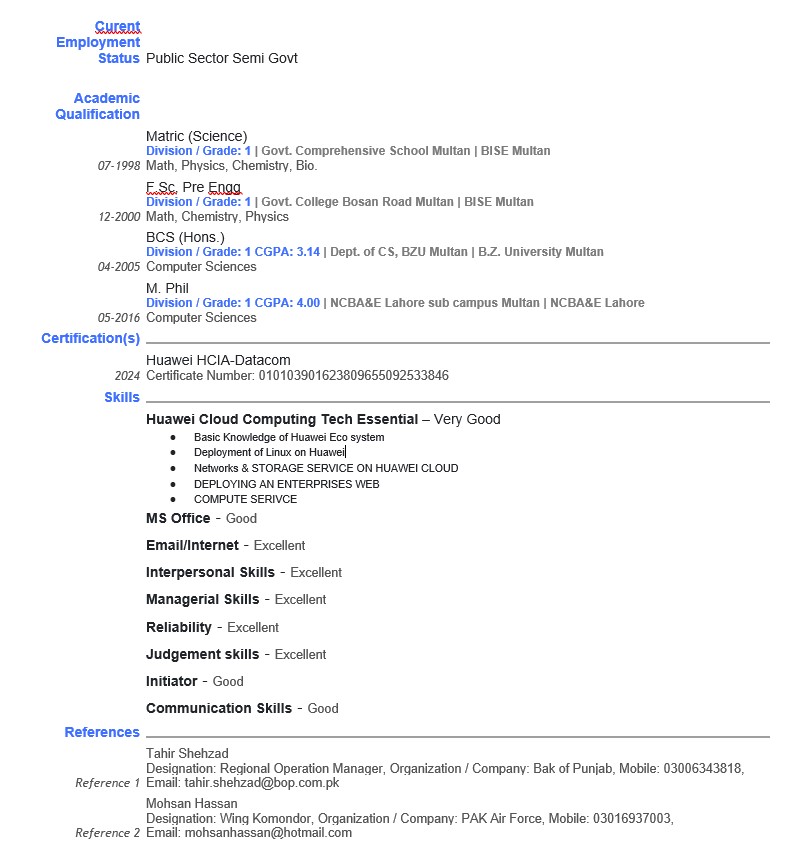 Curent
Employment
Status Public Sector Semi Govt
Academic
Qualification
Matric (Science)
Division / Grade: 1 | Govt. Comprehensive School Multan | BISE Multan
07-1998 Math, Physics, Chemistry, Bio.
F.Sc. Pre Engg
Division / Grade: 1 | Govt. College Bosan Road Multan | BISE Multan
12-2000 Math, Chemistry, Physics
BCS (Hons.)
Division / Grade: 1 CGPA: 3.14 | Dept. of CS, BZU Multan | B.Z. University Multan
04-2005 Computer Sciences
M. Phil
Division / Grade: 1 CGPA: 4.00 | NCBA&E Lahore sub campus Multan | NCBA&E Lahore
05-2016 Computer Sciences
Certification(s)
Huawei HCIA-Datacom
2024 Certificate Number: 010103901623809655092533846
Skills
Huawei Cloud Computing Tech Essential – Very Good
● Basic Knowledge of Huawei Eco system
● Deployment of Linux on Huawei
● Networks & STORAGE SERVICE ON HUAWEI CLOUD
● DEPLOYING AN ENTERPRISES WEB
● COMPUTE SERIVCE
MS Office - Good
Email/Internet - Excellent
Interpersonal Skills - Excellent
Managerial Skills - Excellent
Reliability - Excellent
Judgement skills - Excellent
Initiator - Good
Communication Skills - Good
References
Tahir Shehzad
Designation: Regional Operation Manager, Organization / Company: Bak of Punjab, Mobile: 03006343818,
Reference 1 Email: tahir.shehzad@bop.com.pk
Mohsan Hassan
Designation: Wing Komondor, Organization / Company: PAK Air Force, Mobile: 03016937003,
Reference 2 Email: mohsanhassan@hotmail.com